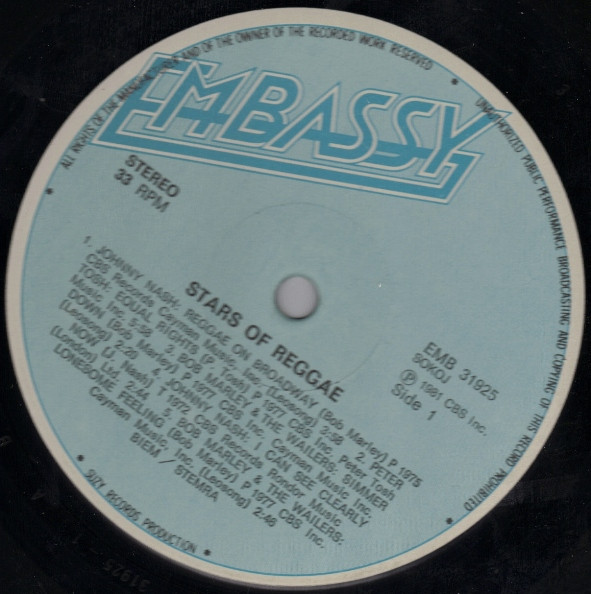 ALL RIGHTS OF THE MANUFACTURER AND OF THE OWNER OF THE RECORDED WORK RESERVED
UNAUTHORIZED PUBLIC PERFORMANCE BROADCASTING AND COPYING OF THIS RECORD PROHIBITED
EMBASSY
STEREO
33 RPM
EMB 31925
SOKOJ
Ⓟ 1981 CBS Inc.
Side 1
STARS OF REGGAE
1. JOHNNY NASH: REGGAE ON BROADWAY (Bob Marley) P 1975
CBS Records Cayman Music, Inc. (Leosong) 5:38 2. PETER
TOSH: EQUAL RIGHTS (P. Tosh) P 1977 CBS Inc. Peter Tosh
Music, Inc. 5:58 3. BOB MARLEY & THE WAILERS: SIMMER
DOWN (Bob Marley) P 1977 CBS Inc. Cayman Music Inc.
(Leosong) 2:20 4. JOHNNY NASH: I CAN SEE CLEARLY
NOW (J. Nash) T 1972 CBS Records Rondor Music
(London) Ltd. 2:44 5. BOB MARLEY & THE WAILERS:
LONESOME FEELING (Bob Marley) P 1977 CBS Inc.
Cayman Music, Inc. (Leosong) 2:48
BIEM / STEMRA
SUZY RECORDS PRODUCTION
31925 - 1